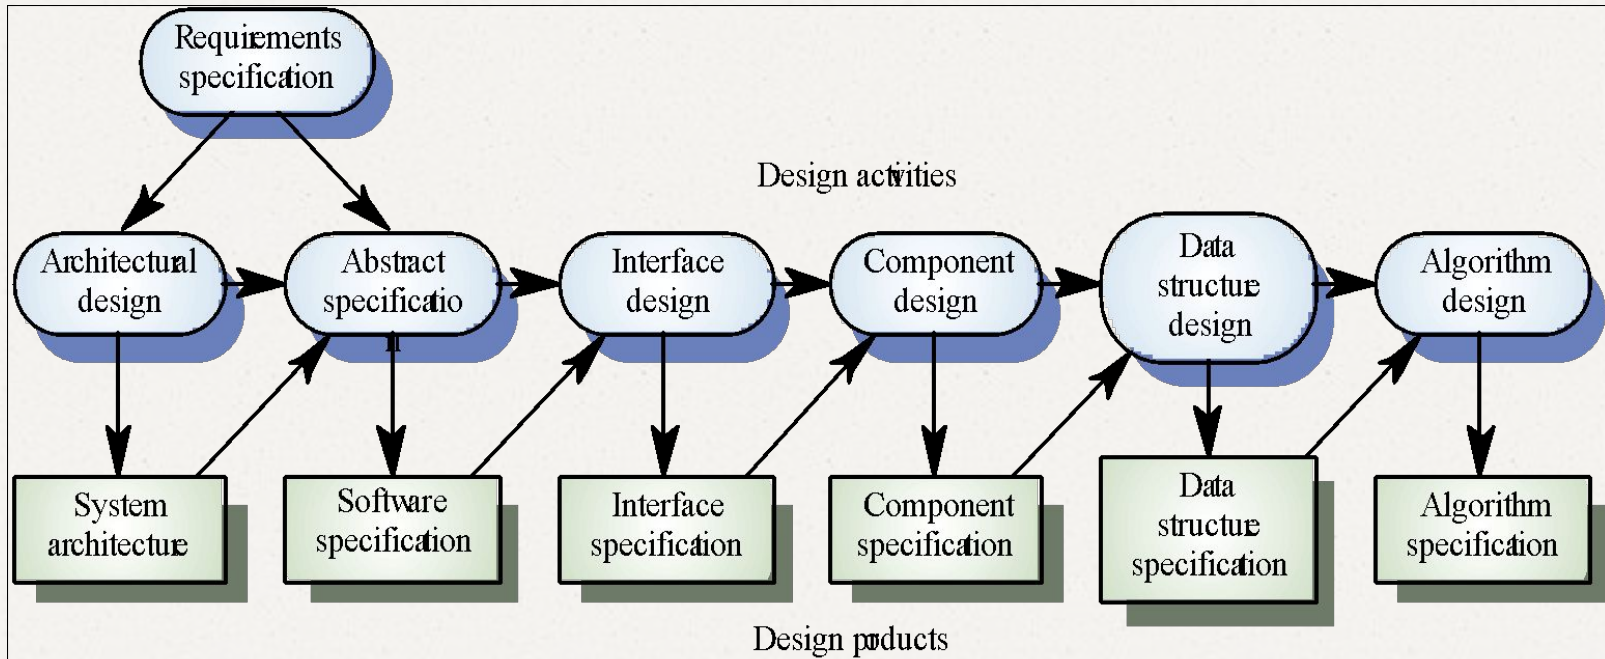 Requirements
specification
Design activities
Architectural
design
Abstract
specificatio
n
Interface
design
Component
design
Data
structure
design
Algorithm
design
System
architecture
Software
specification
Interface
specification
Component
specification
Data
structure
specification
Algorithm
specification
Design products